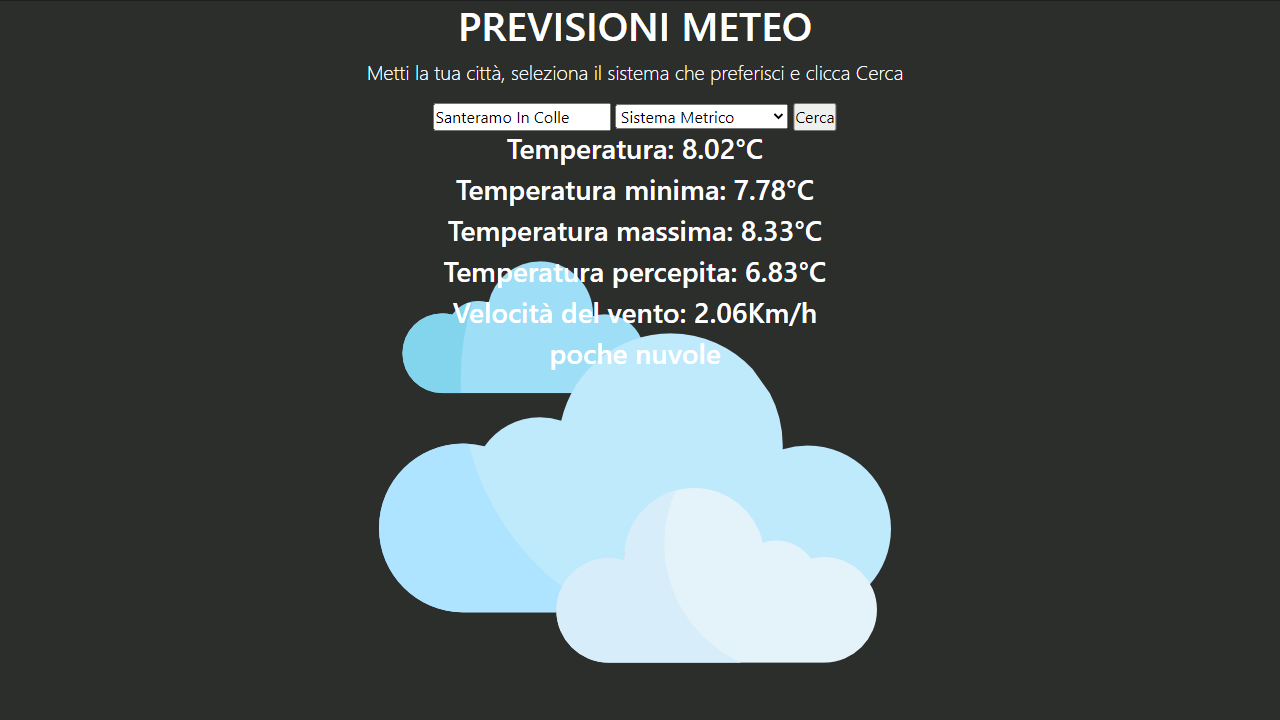 PREVISIONI METEO
Metti la tua città, seleziona il sistema che preferisci e clicca Cerca
Santeramo In Colle Sistema Metrico Cerca
Temperatura: 8.02°C
Temperatura minima: 7.78°C
Temperatura massima: 8.33°C
Temperatura percepita: 6.83°C
Velocità del vento: 2.06Km/h
poche nuvole